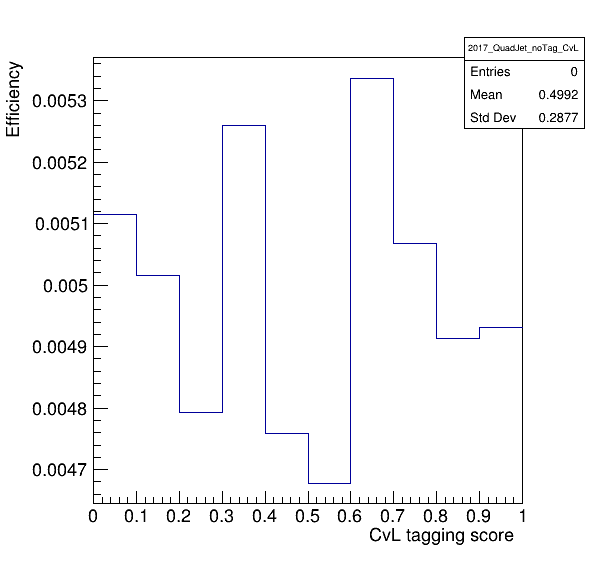 2017_QuadJet_noTag_CvL
Entries 0
Mean 0.4992
Std Dev 0.2877
Efficiency
0.0053
0.0052
0.0051
0.005
0.0049
0.0048
0.0047
0 0.1 0.2 0.3 0.4 0.5 0.6 0.7 0.8 0.9 1
CvL tagging score